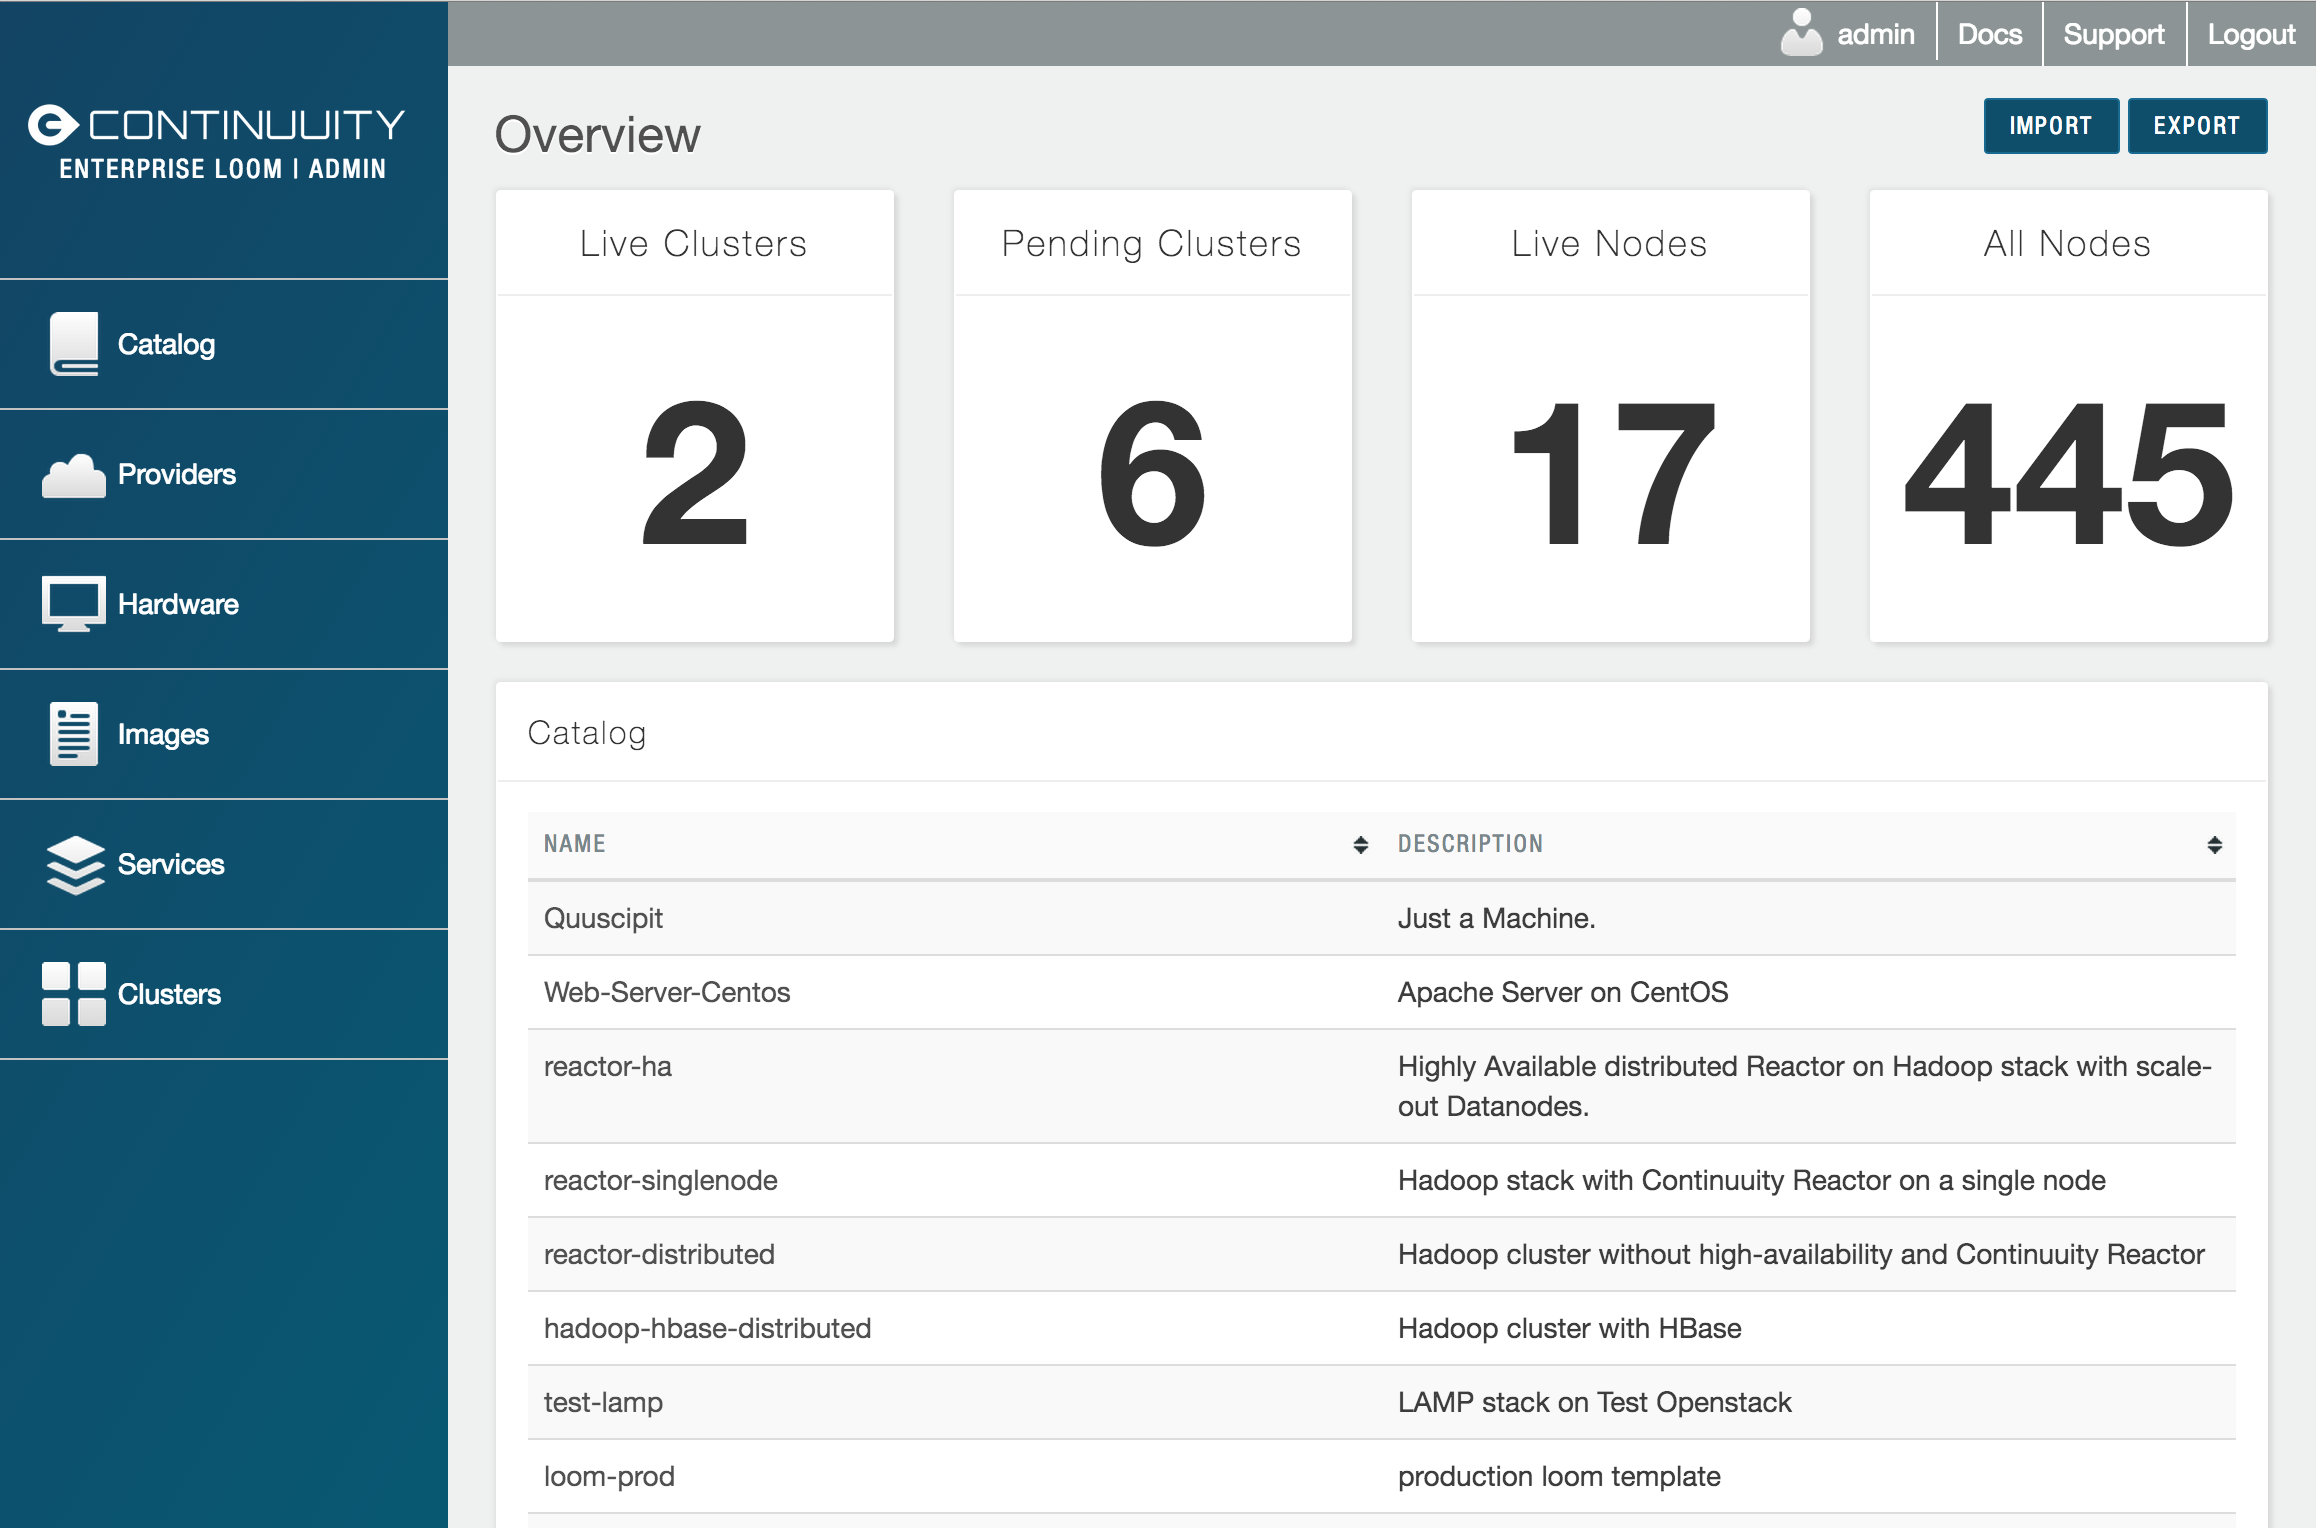 admin
Docs
Support
Logout
CONTINUUITY
ENTERPRISE LOOM | ADMIN
Catalog
Providers
Hardware
Images
Services
Clusters
Overview
IMPORT
EXPORT
Live Clusters
2
Pending Clusters
6
Live Nodes
17
All Nodes
445
Catalog
NAME
DESCRIPTION
Quuscipit
Just a Machine.
Web-Server-Centos
Apache Server on CentOS
reactor-ha
Highly Available distributed Reactor on Hadoop stack with scale-
out Datanodes.
reactor-singlenode
Hadoop stack with Continuuity Reactor on a single node
reactor-distributed
Hadoop cluster without high-availability and Continuuity Reactor
hadoop-hbase-distributed
Hadoop cluster with HBase
test-lamp
LAMP stack on Test Openstack
loom-prod
production loom template